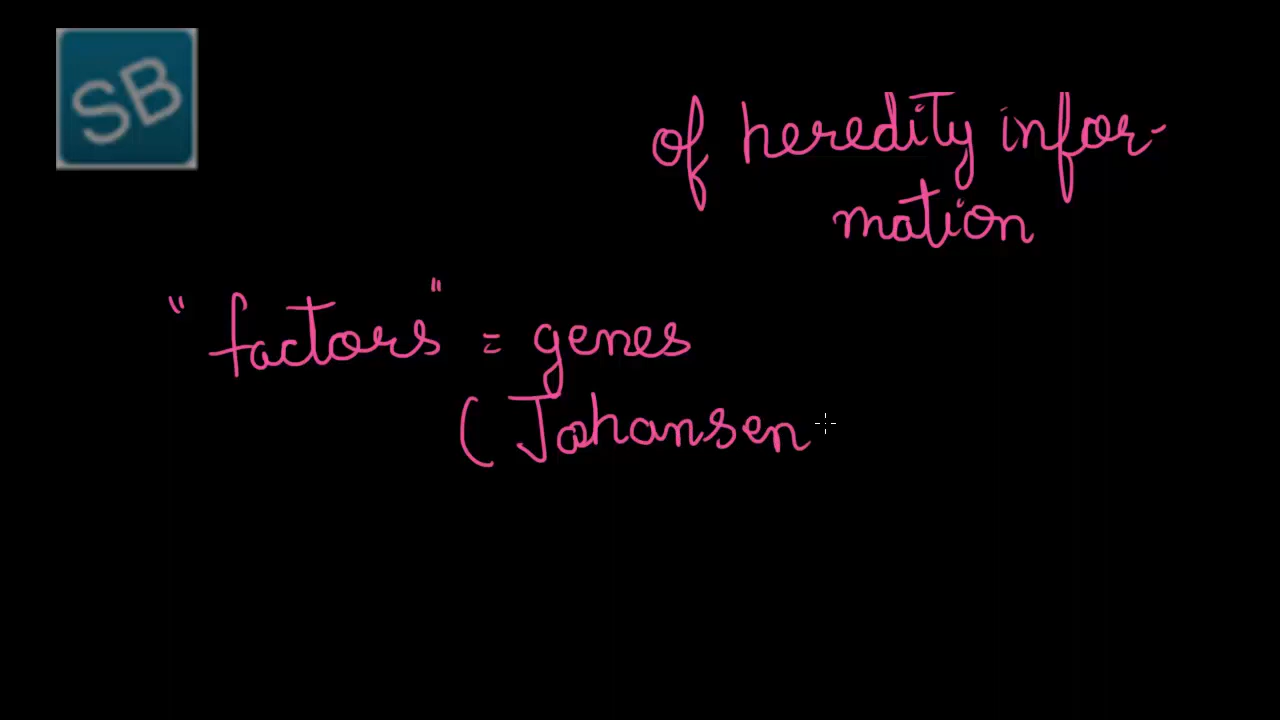 SB
of heredity infor-
mation
"factors" = genes
(Johansen